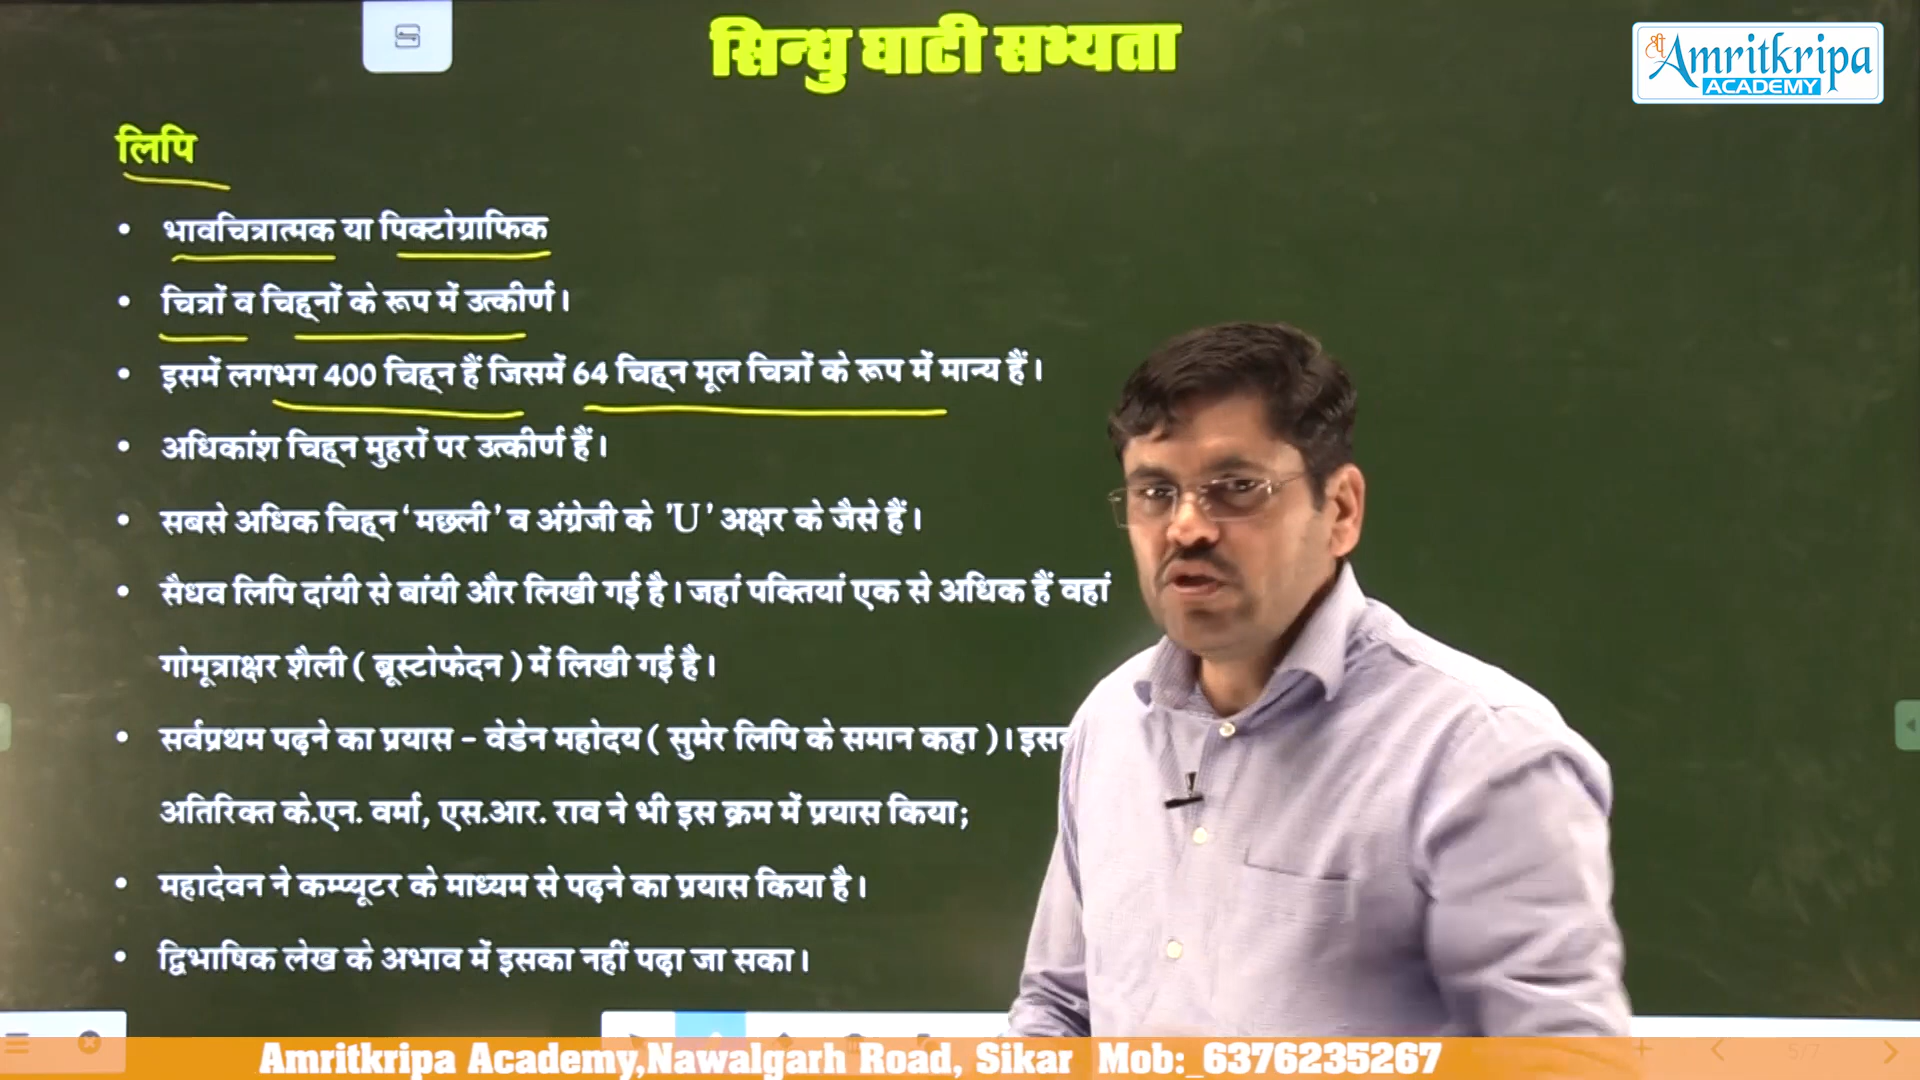 सिन्धु घाटी सभ्यता
श्री Amritkripa
ACADEMY
लिपि
• भावचित्रात्मक या पिक्टोग्राफिक
• चित्रों व चिह्नों के रूप में उत्कीर्ण।
• इसमें लगभग 400 चिह्न हैं जिसमें 64 चिह्न मूल चित्रों के रूप में मान्य हैं।
• अधिकांश चिह्न मुहरों पर उत्कीर्ण हैं।
• सबसे अधिक चिह्न 'मछली' व अंग्रेजी के 'U' अक्षर के जैसे हैं।
• सैधव लिपि दांयी से बांयी और लिखी गई है। जहां पक्तियां एक से अधिक हैं वहां
गोमूत्राक्षर शैली ( ब्रूस्टोफेदन ) में लिखी गई है।
• सर्वप्रथम पढ़ने का प्रयास – वेडेन महोदय ( सुमेर लिपि के समान कहा )।
अतिरिक्त के.एन. वर्मा, एस.आर. राव ने भी इस क्रम में प्रयास किया;
• महादेवन ने कम्प्यूटर के माध्यम से पढ़ने का प्रयास किया है।
• द्विभाषिक लेख के अभाव में इसका नहीं पढ़ा जा सका।
Amritkripa Academy,Nawalgarh Road, Sikar Mob:_6376235267